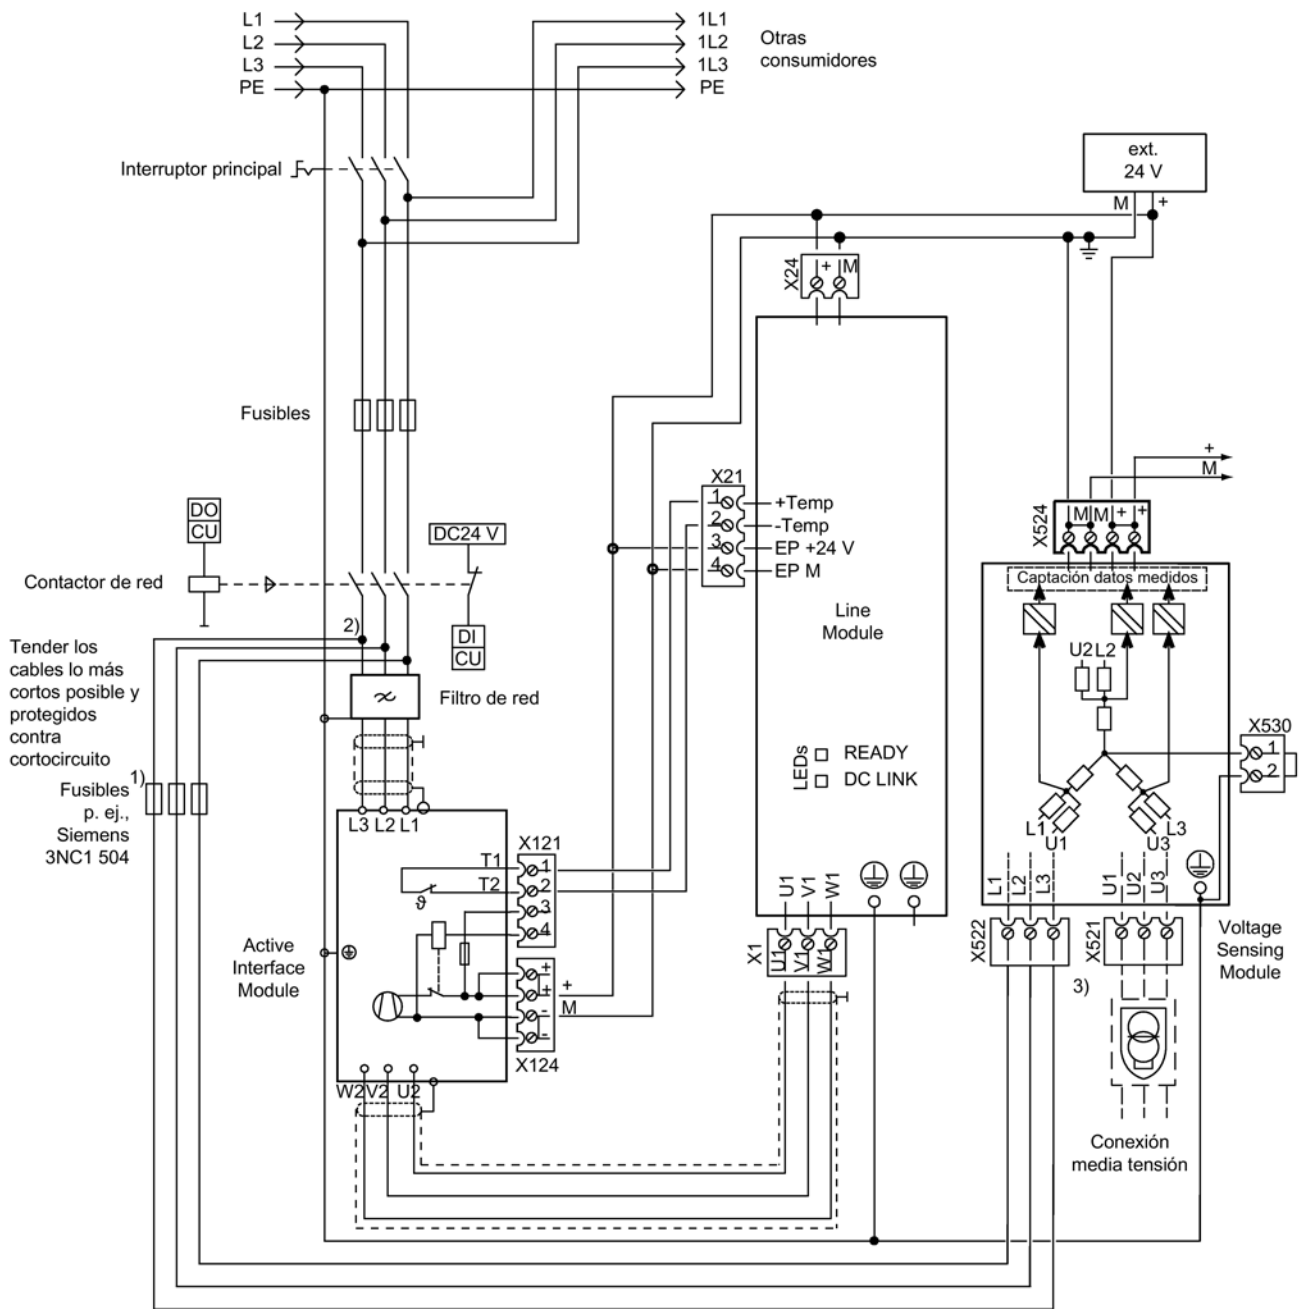 L1
1L1
L2
1L2
L3
1L3
PE
PE
Otras
consumidores
Interruptor principal
ext.
24 V
M
+
X24
+
M
Fusibles
+
M
X21
1
+Temp
2
-Temp
3
EP +24 V
4
EP M
X524
M
M
+
+
DO
CU
DC24 V
Contactor de red
Captación datos medidos
Line
Module
2)
DI
CU
Tender los
cables lo más
cortos posible y
protegidos
contra
cortocircuito
Filtro de red
U2
L2
LEDs
READY
DC LINK
X530
1
2
1)
Fusibles
p. ej.,
Siemens
3NC1 504
L3
L2
L1
L1
U1
L3
U3
X121
T1
1
T2
2
ϑ
3
4
U1
V1
W1
L1
L2
L3
U1
U2
U3
Active
Interface
Module
X1
U1
V1
W1
X522
X521
Voltage
Sensing
Module
+
+
+
M
-
-
X124
3)
W2
V2
U2
Conexión
media tensión